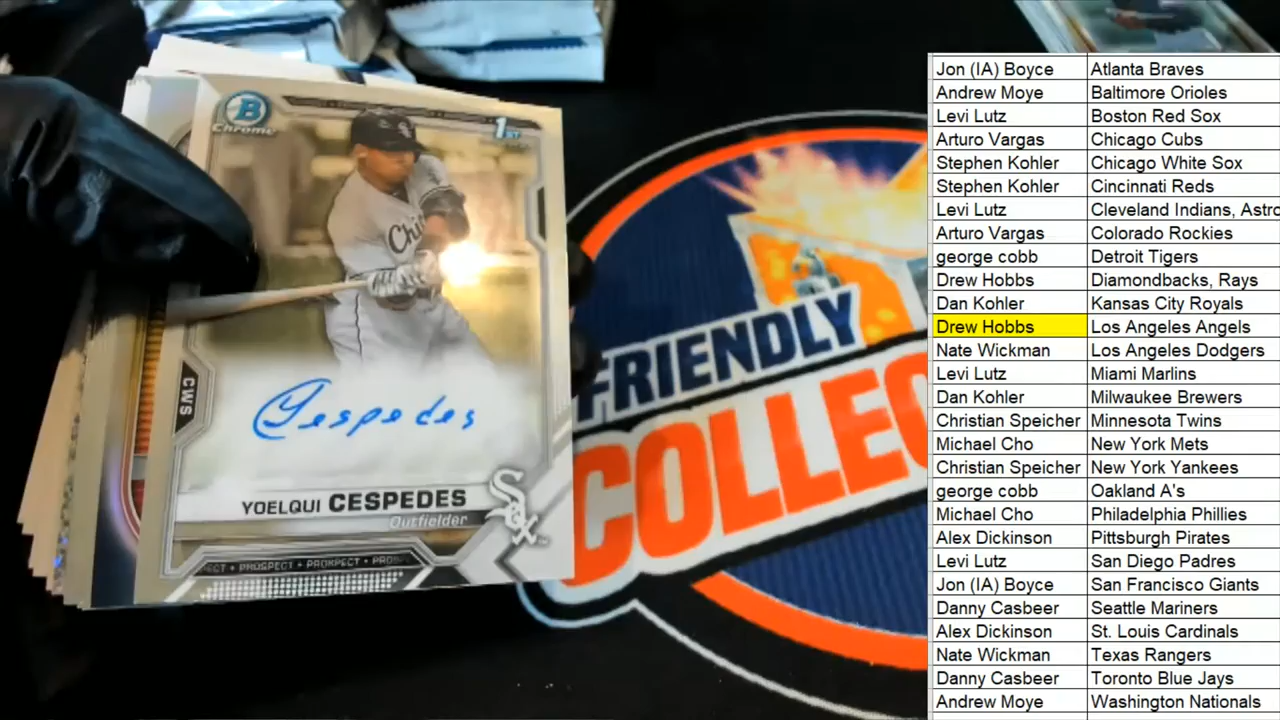 B
Chrome
1ST
Chi
CWS
Cespedes
YOELQUI CESPEDES
Outfielder
Sox
ECT • PROSPECT • PROSPECT • PROS
FRIENDLY
COLLEC
Jon (IA) Boyce Atlanta Braves
Andrew Moye Baltimore Orioles
Levi Lutz Boston Red Sox
Arturo Vargas Chicago Cubs
Stephen Kohler Chicago White Sox
Stephen Kohler Cincinnati Reds
Levi Lutz Cleveland Indians, Astro
Arturo Vargas Colorado Rockies
george cobb Detroit Tigers
Drew Hobbs Diamondbacks, Rays
Dan Kohler Kansas City Royals
Drew Hobbs Los Angeles Angels
Nate Wickman Los Angeles Dodgers
Levi Lutz Miami Marlins
Dan Kohler Milwaukee Brewers
Christian Speicher Minnesota Twins
Michael Cho New York Mets
Christian Speicher New York Yankees
george cobb Oakland A's
Michael Cho Philadelphia Phillies
Alex Dickinson Pittsburgh Pirates
Levi Lutz San Diego Padres
Jon (IA) Boyce San Francisco Giants
Danny Casbeer Seattle Mariners
Alex Dickinson St. Louis Cardinals
Nate Wickman Texas Rangers
Danny Casbeer Toronto Blue Jays
Andrew Moye Washington Nationals